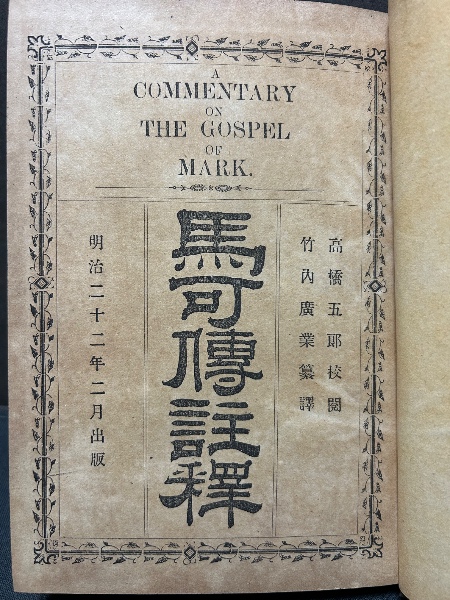 A
COMMENTARY
ON
THE GOSPEL
OF
MARK.
高橋五郎校閲
竹內廣業纂譯
馬可傳註釋
明治二十二年二月出版